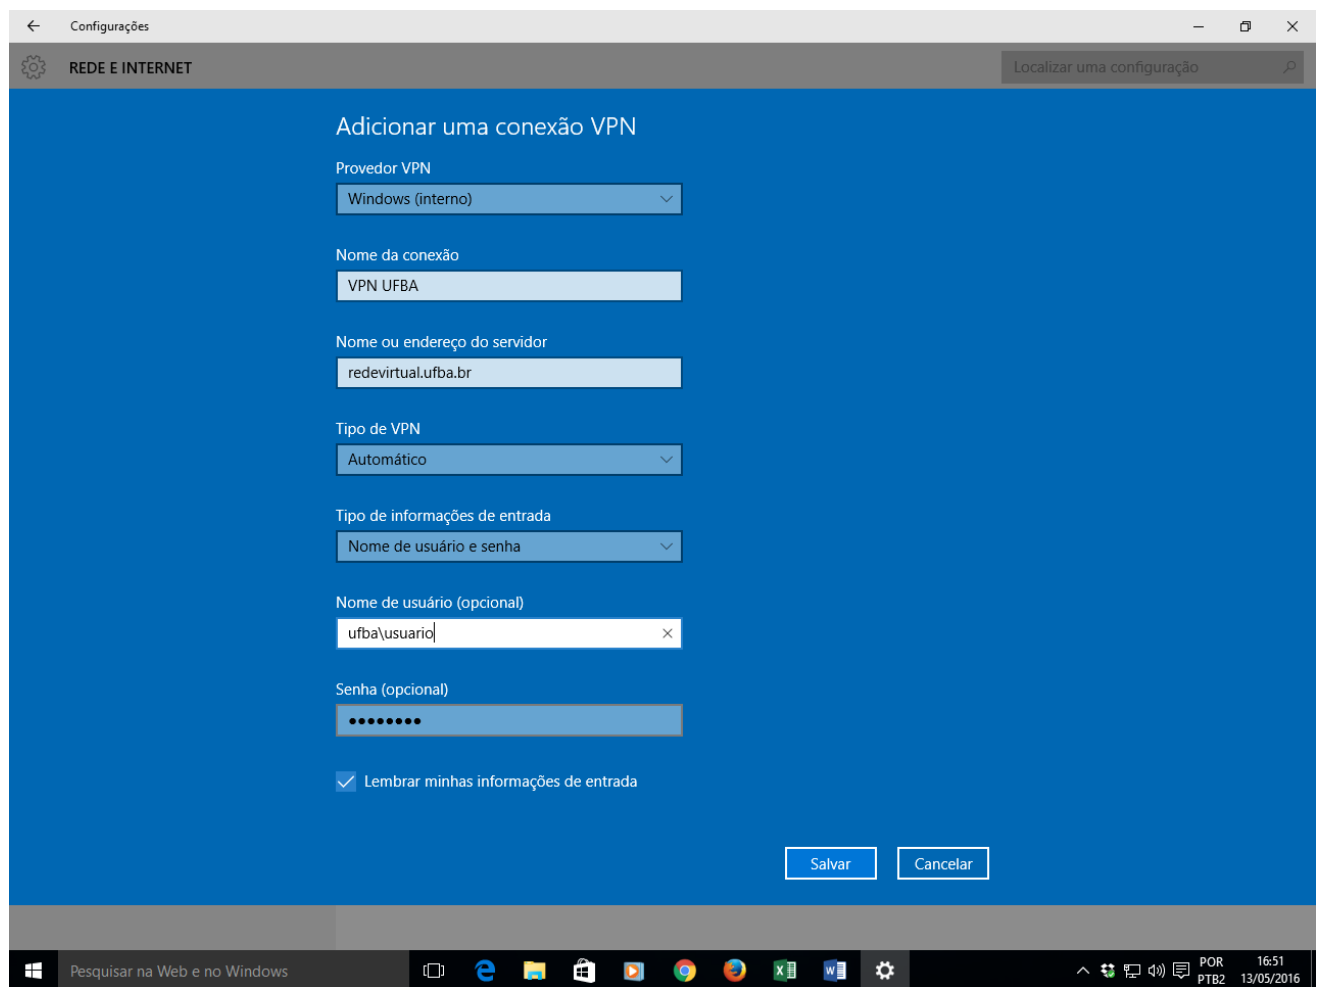 Configurações
REDE E INTERNET
Localizar uma configuração
Adicionar uma conexão VPN
Provedor VPN
Windows (interno)
Nome da conexão
VPN UFBA
Nome ou endereço do servidor
redevirtual.ufba.br
Tipo de VPN
Automático
Tipo de informações de entrada
Nome de usuário e senha
Nome de usuário (opcional)
ufba\usuario
Senha (opcional)
••••••••
Lembrar minhas informações de entrada
Salvar
Cancelar
Pesquisar na Web e no Windows
POR
PTB2
16:51
13/05/2016